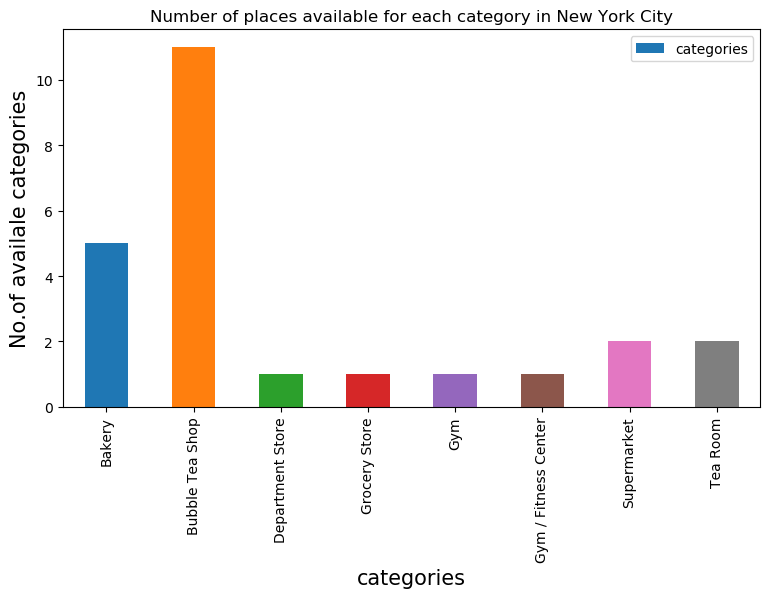 Number of places available for each category in New York City
categories
No.of availale categories
10
8
6
4
2
0
Bakery
Bubble Tea Shop
Department Store
Grocery Store
Gym
Gym / Fitness Center
Supermarket
Tea Room
categories